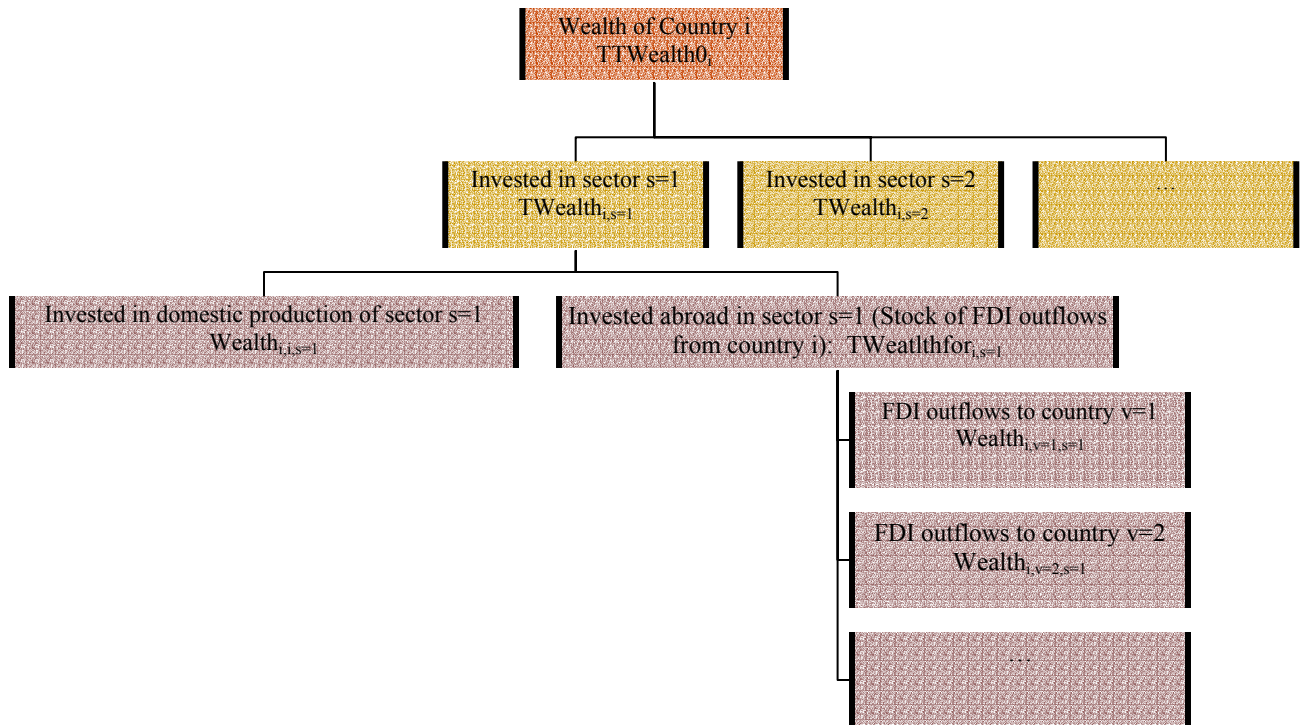 Wealth of Country i
TTWealth0i
Invested in sector s=1
TWealthi,s=1
Invested in sector s=2
TWealthi,s=2
…
Invested in domestic production of sector s=1
Wealthi,i,s=1
Invested abroad in sector s=1 (Stock of FDI outflows
from country i): TWeatlthfori,s=1
FDI outflows to country v=1
Wealthi,v=1,s=1
FDI outflows to country v=2
Wealthi,v=2,s=1
…